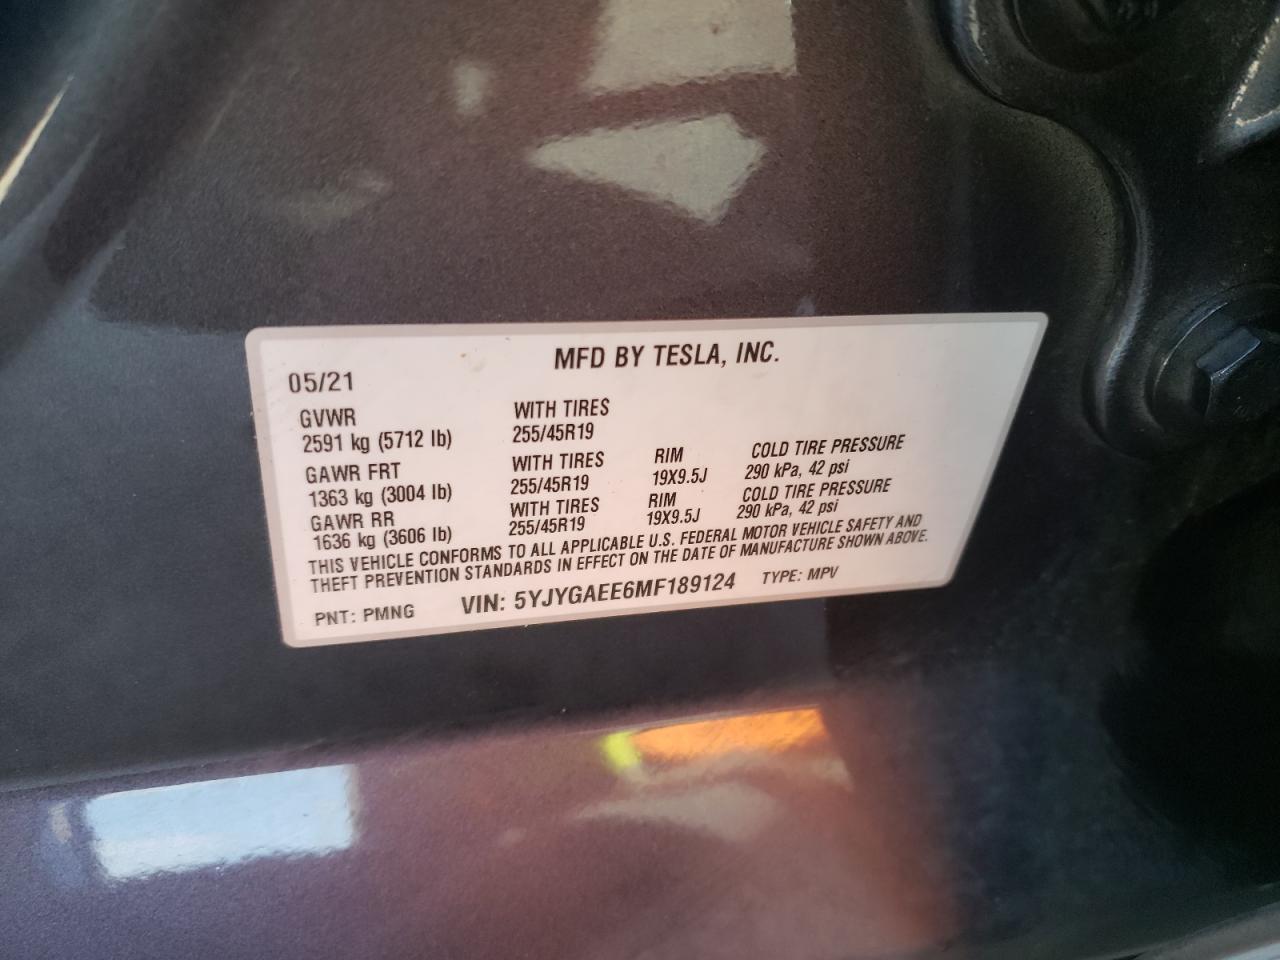 MFD BY TESLA, INC.
05/21
GVWR WITH TIRES
2591 kg (5712 lb) 255/45R19
GAWR FRT WITH TIRES RIM COLD TIRE PRESSURE
1363 kg (3004 lb) 255/45R19 19X9.5J 290 kPa, 42 psi
GAWR RR WITH TIRES RIM COLD TIRE PRESSURE
1636 kg (3606 lb) 255/45R19 19X9.5J 290 kPa, 42 psi
THIS VEHICLE CONFORMS TO ALL APPLICABLE U.S. FEDERAL MOTOR VEHICLE SAFETY AND
THEFT PREVENTION STANDARDS IN EFFECT ON THE DATE OF MANUFACTURE SHOWN ABOVE.
PNT: PMNG VIN: 5YJYGAEE6MF189124 TYPE: MPV